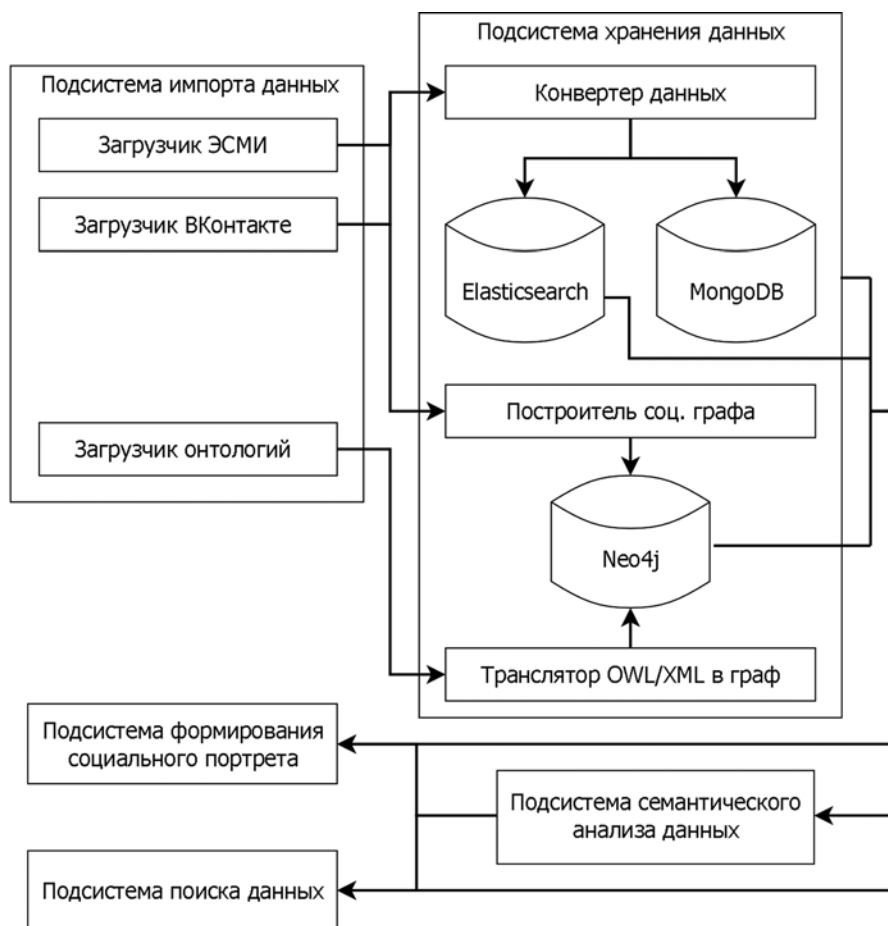 Подсистема хранения данных
Подсистема импорта данных
Конвертер данных
Загрузчик ЭСМИ
Загрузчик ВКонтакте
Elasticsearch
MongoDB
Построитель соц. графа
Загрузчик онтологий
Neo4j
Транслятор OWL/XML в граф
Подсистема формирования
социального портрета
Подсистема семантического
анализа данных
Подсистема поиска данных